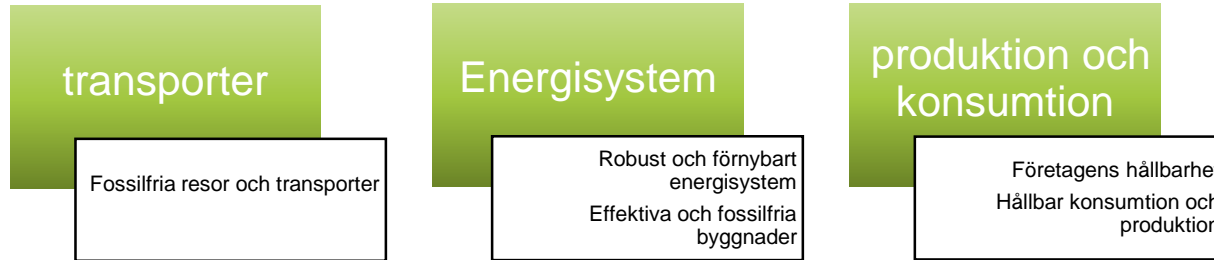 transporter
Fossilfria resor och transporter
Energisystem
Robust och förnybart
energisystem
Effektiva och fossilfria
byggnader
produktion och
konsumtion
Företagens hållbarhet
Hållbar konsumtion och
produktion